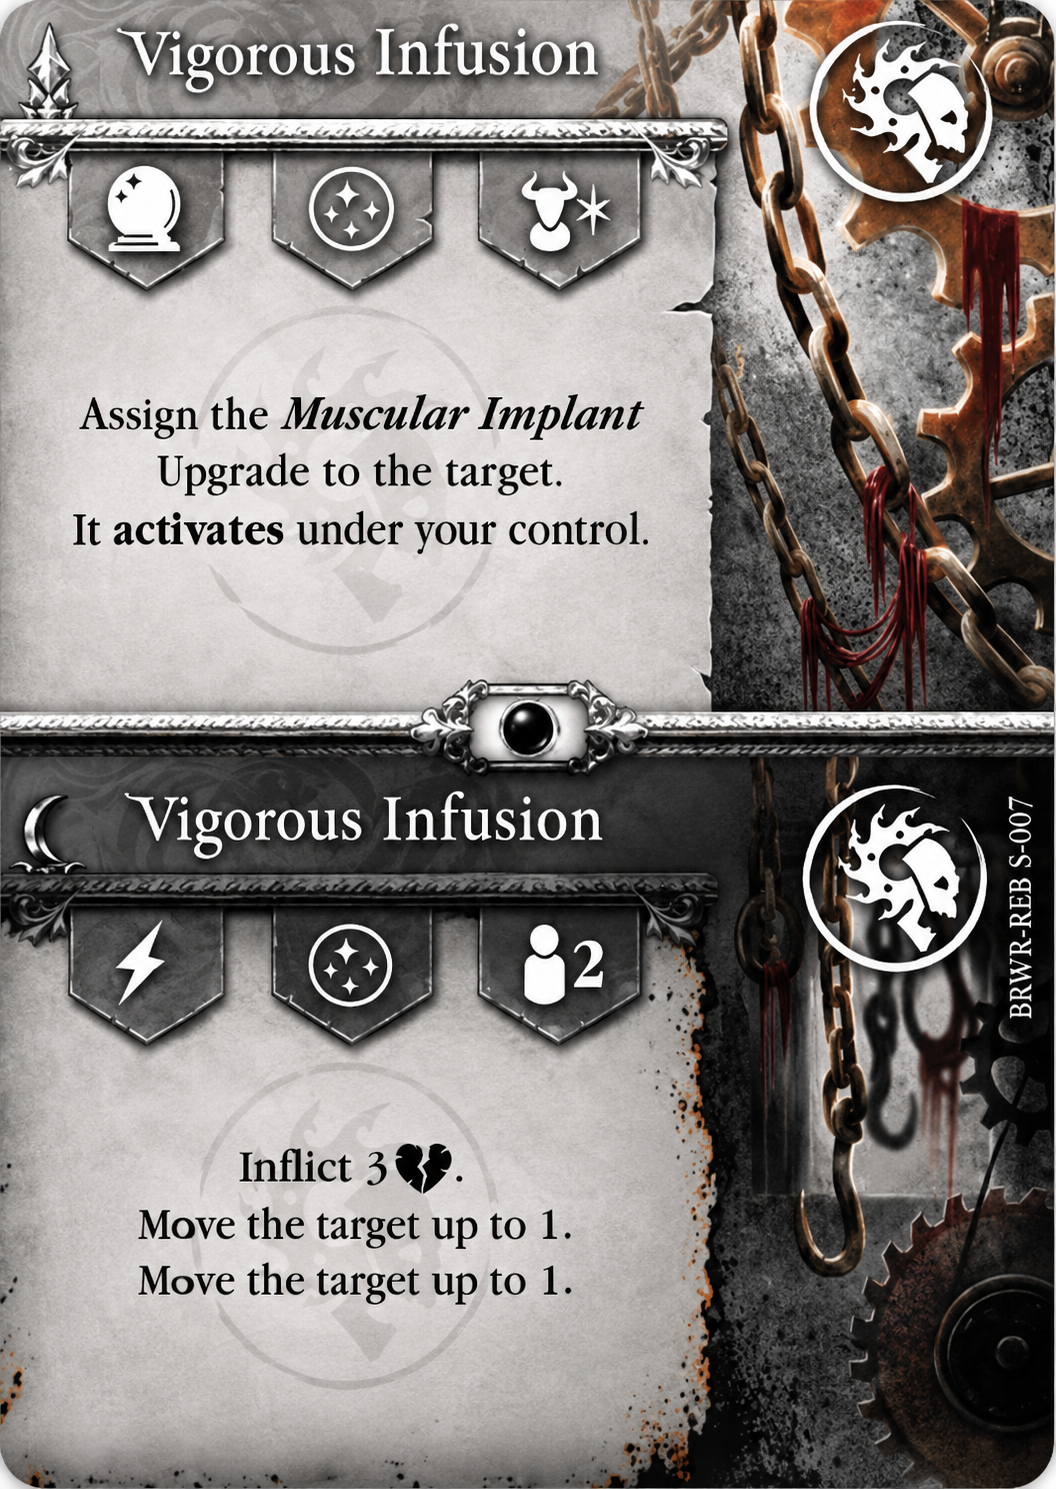 Vigorous Infusion
Assign the Muscular Implant
Upgrade to the target.
It activates under your control.
Vigorous Infusion
2
Inflict 3 .
Move the target up to 1.
Move the target up to 1.
BRWR-REB S-007